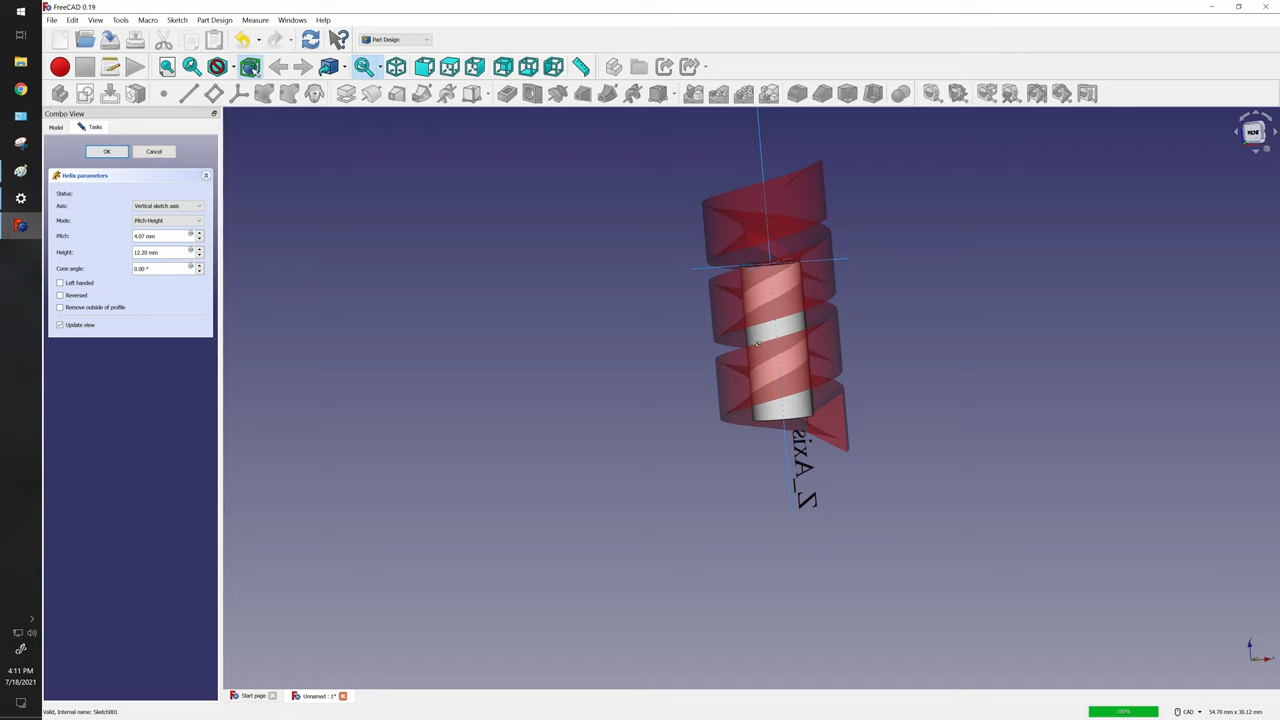 FreeCAD 0.19
File Edit View Tools Macro Sketch Part Design Measure Windows Help
Part Design
Combo View
Model Tasks
OK Cancel
Helix parameters
Status:
Axis: Vertical sketch axis
Mode: Pitch-Height
Pitch: 4.07 mm
Height: 12.20 mm
Cone angle: 0.00 °
Left handed
Reversed
Remove outside of profile
Update view
FRONT
Z_Axis
4:11 PM
7/18/2021
Start page Unnamed : 1*
Valid, Internal name: Sketch001
100% CAD 54.70 mm x 30.12 mm